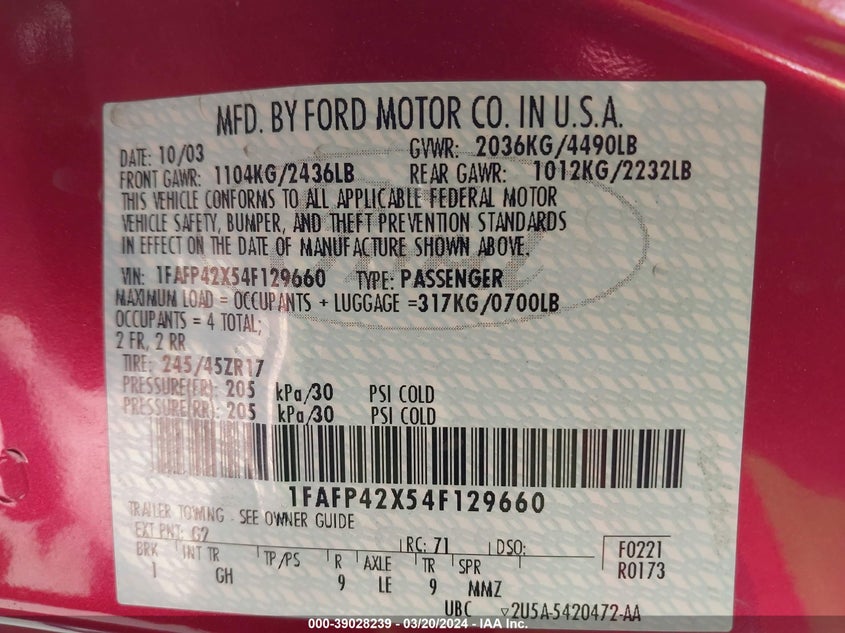 MFD. BY FORD MOTOR CO. IN U.S.A.
DATE: 10/03 GVWR: 2036KG/4490LB
FRONT GAWR: 1104KG/2436LB REAR GAWR: 1012KG/2232LB
THIS VEHICLE CONFORMS TO ALL APPLICABLE FEDERAL MOTOR
VEHICLE SAFETY, BUMPER, AND THEFT PREVENTION STANDARDS
IN EFFECT ON THE DATE OF MANUFACTURE SHOWN ABOVE.
VIN: 1FAFP42X54F129660 TYPE: PASSENGER
MAXIMUM LOAD = OCCUPANTS + LUGGAGE =317KG/0700LB
OCCUPANTS = 4 TOTAL;
2 FR, 2 RR
TIRE: 245/45ZR17
PRESSURE(FR): 205 kPa/30 PSI COLD
PRESSURE(RR): 205 kPa/30 PSI COLD
1FAFP42X54F129660
TRAILER TOWING - SEE OWNER GUIDE
EXT PNT: G2 RC: 71 DSO: F0221
BRK INT TR TP/PS R AXLE TR SPR R0173
1 GH 9 LE 9 MMZ
UBC ▽2U5A-5420472-AA
000-39028239 - 03/20/2024 - IAA Inc.